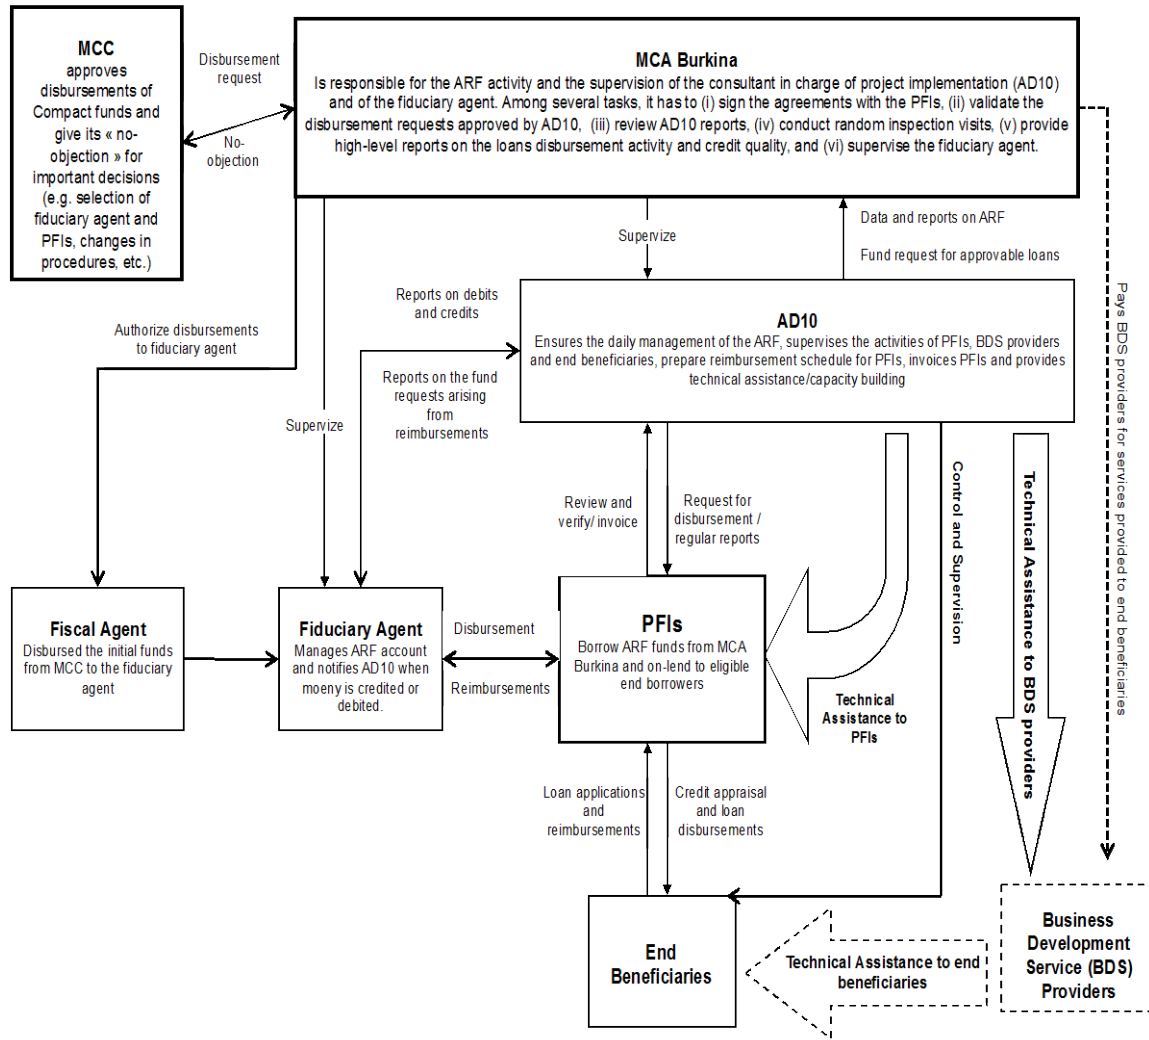 MCC
approves
disbursements of
Compact funds and
give its « no-
objection » for
important decisions
(e.g. selection of
fiduciary agent and
PFIs, changes in
procedures, etc.)
Disbursement
request
No-
objection
MCA Burkina
Is responsible for the ARF activity and the supervision of the consultant in charge of project implementation (AD10)
and of the fiduciary agent. Among several tasks, it has to (i) sign the agreements with the PFIs, (ii) validate the
disbursement requests approved by AD10, (iii) review AD10 reports, (iv) conduct random inspection visits, (v) provide
high-level reports on the loans disbursement activity and credit quality, and (vi) supervise the fiduciary agent.
Supervize
Data and reports on ARF
Fund request for approvable loans
Reports on debits
and credits
Authorize disbursements
to fiduciary agent
AD10
Ensures the daily management of the ARF, supervises the activities of PFIs, BDS providers
and end beneficiaries, prepare reimbursement schedule for PFIs, invoices PFIs and provides
technical assistance/capacity building
Pays BDS providers for services provided to end beneficiaries
Reports on the fund
requests arising
from
reimbursements
Supervize
Review and
verify/ invoice
Request for
disbursement /
regular reports
Control and Supervision
Technical Assistance to BDS providers
Fiscal Agent
Disbursed the initial funds
from MCC to the fiduciary
agent
Fiduciary Agent
Manages ARF account
and notifies AD10 when
moeny is credited or
debited.
Disbursement
Reimbursements
PFIs
Borrow ARF funds from MCA
Burkina and on-lend to eligible
end borrowers
Technical
Assistance to
PFIs
Loan applications
and
reimbursements
Credit appraisal
and loan
disbursements
End
Beneficiaries
Technical Assistance to end
beneficiaries
Business
Development
Service (BDS)
Providers